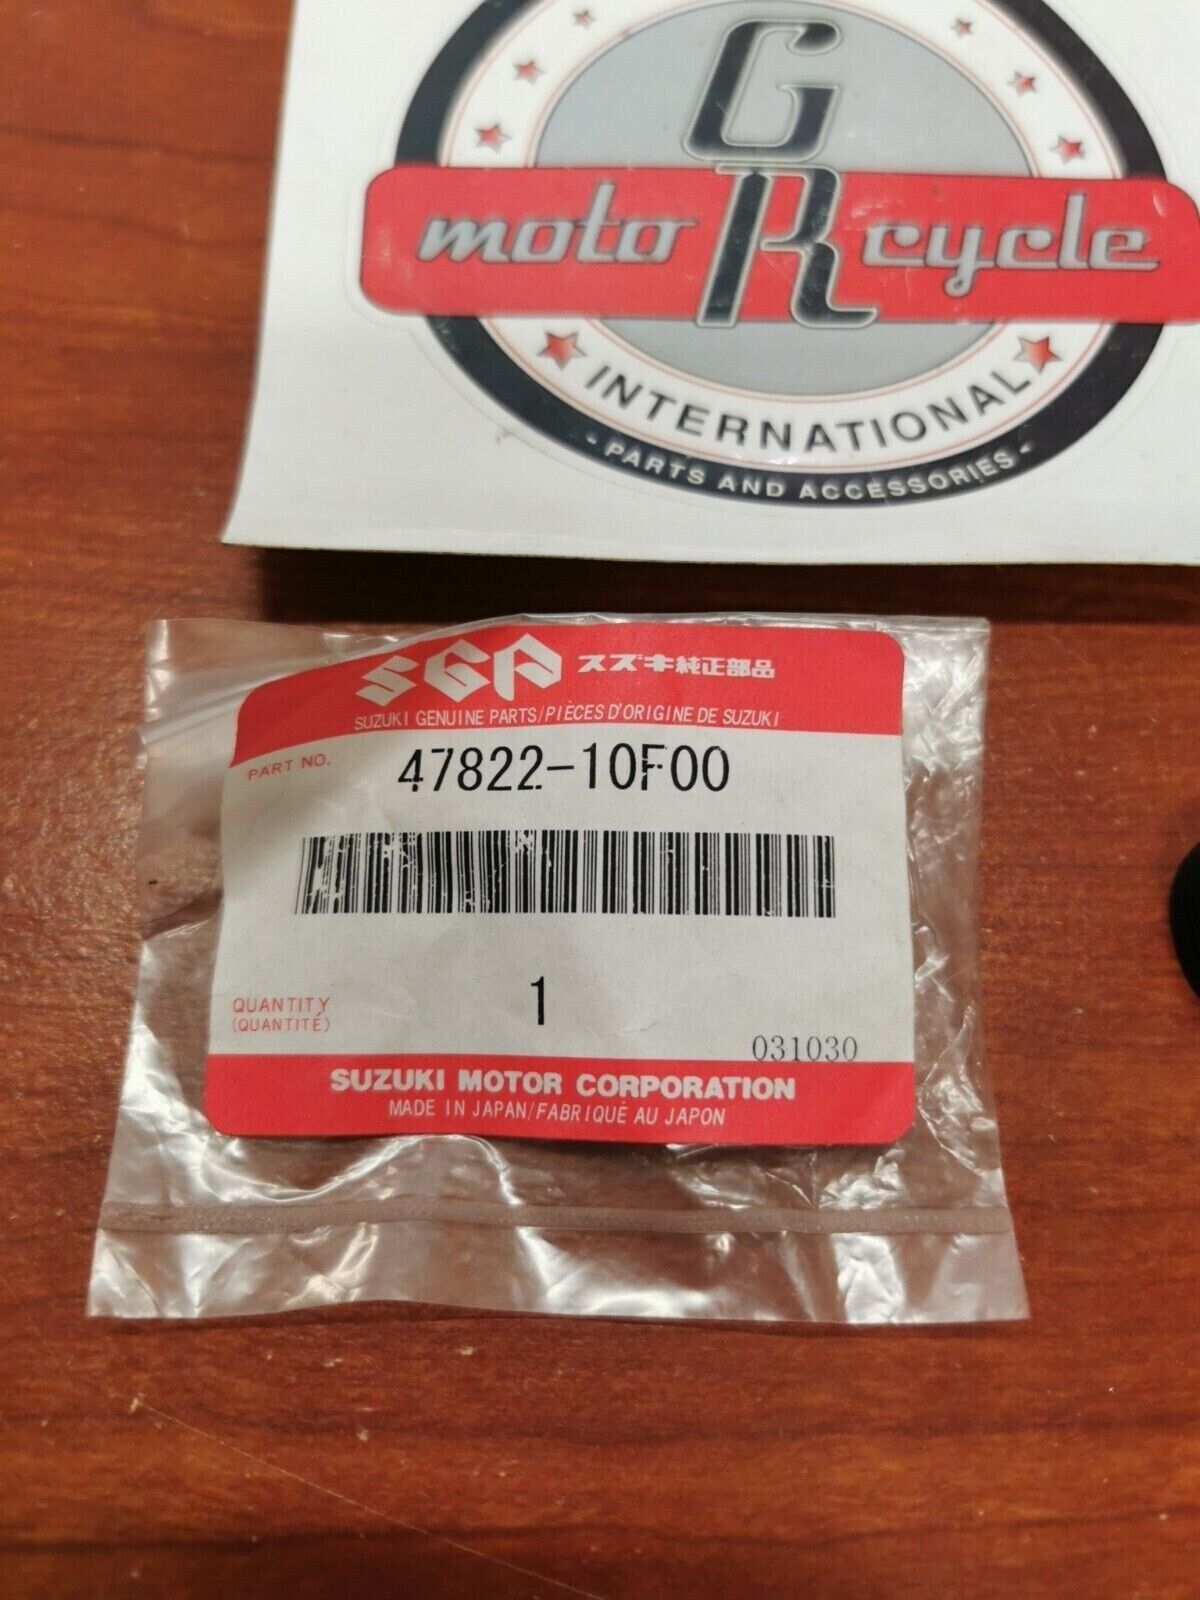 G
moto R cycle
INTERNATIONAL
- PARTS AND ACCESSORIES -
SGP スズキ純正部品
SUZUKI GENUINE PARTS/PIECES D'ORIGINE DE SUZUKI
PART NO. 47822-10F00
QUANTITY 1
(QUANTITÉ)
031030
SUZUKI MOTOR CORPORATION
MADE IN JAPAN/FABRIQUÉ AU JAPON